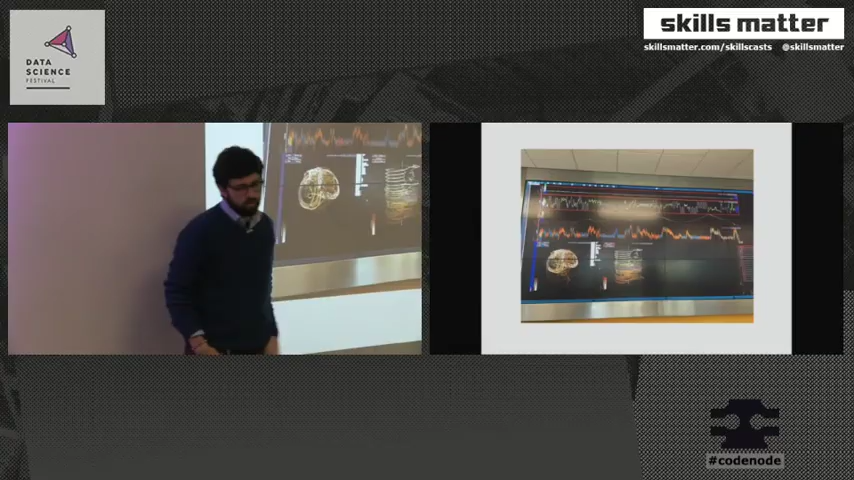 DATA
SCIENCE
FESTIVAL
skills matter
skillsmatter.com/skillscasts @skillsmatter
#codenode